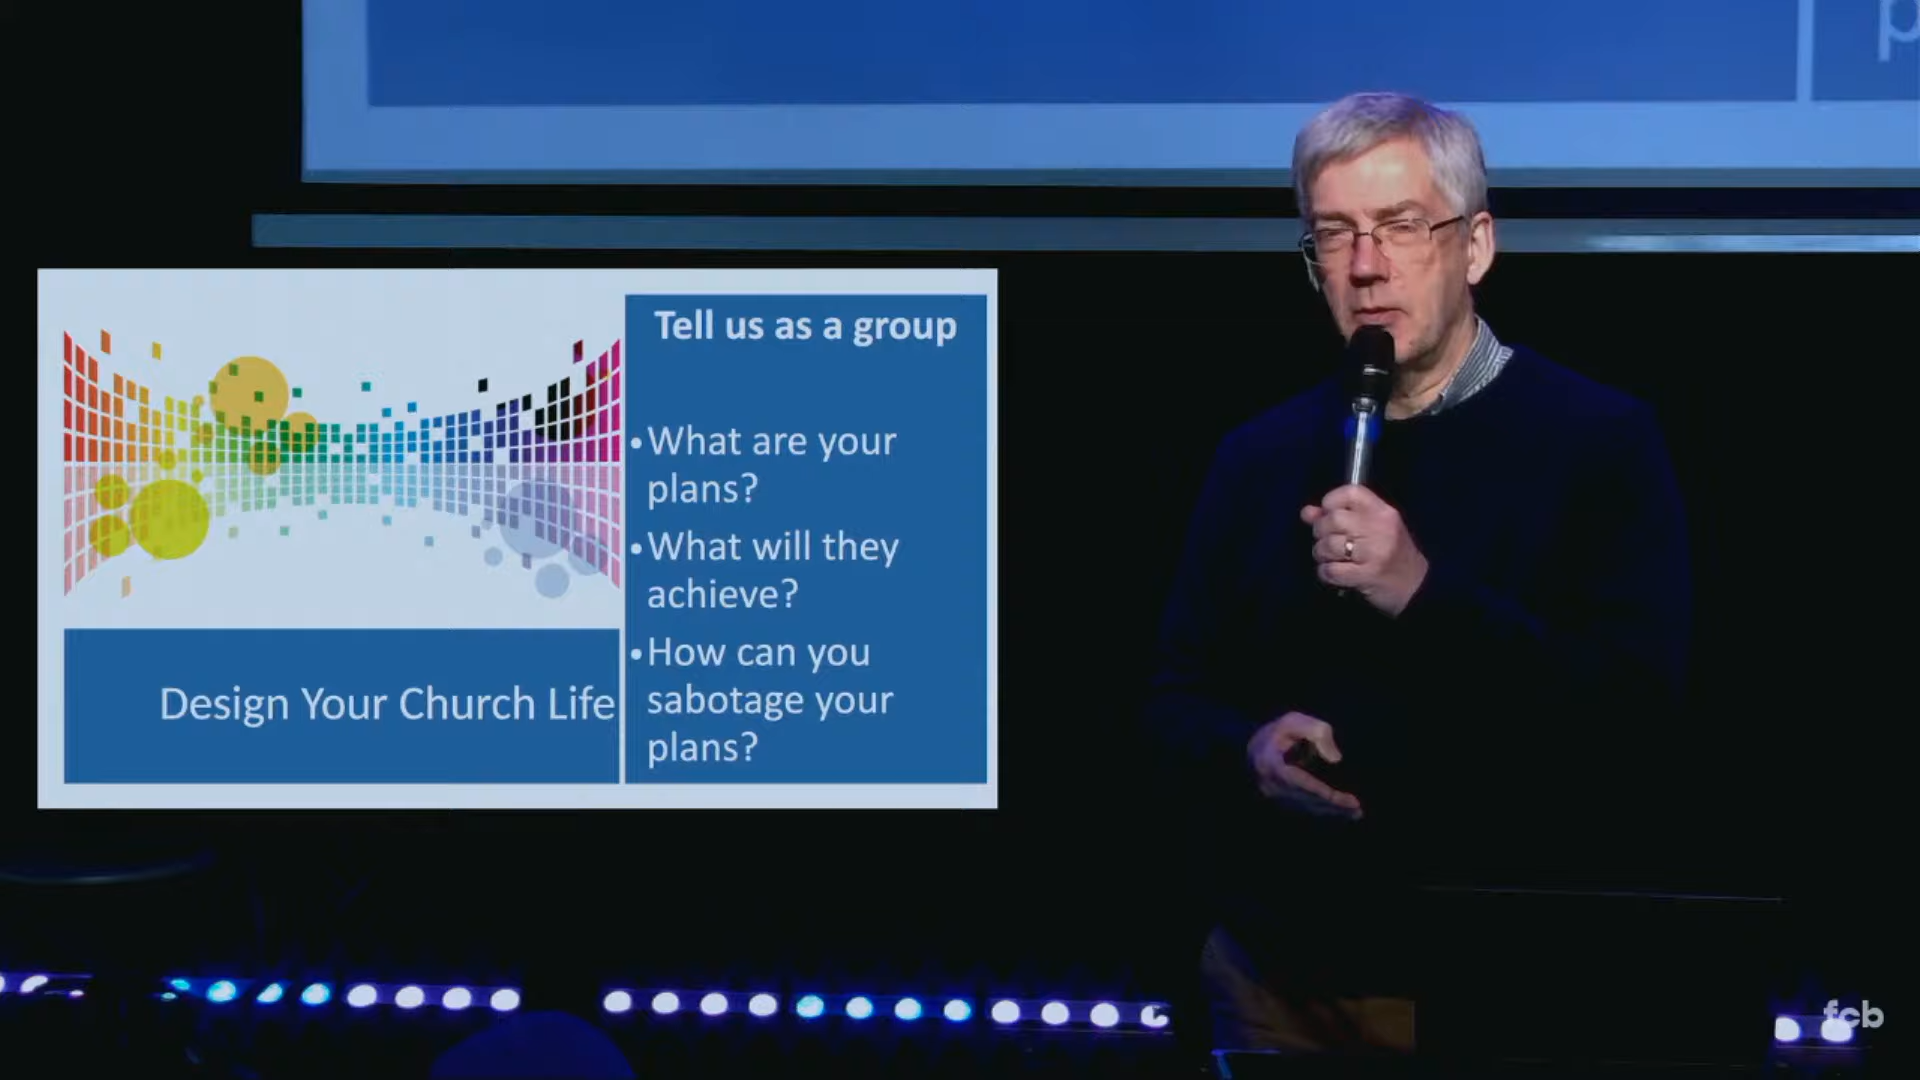 Tell us as a group
•What are your
plans?
•What will they
achieve?
•How can you
sabotage your
plans?
Design Your Church Life
fcb